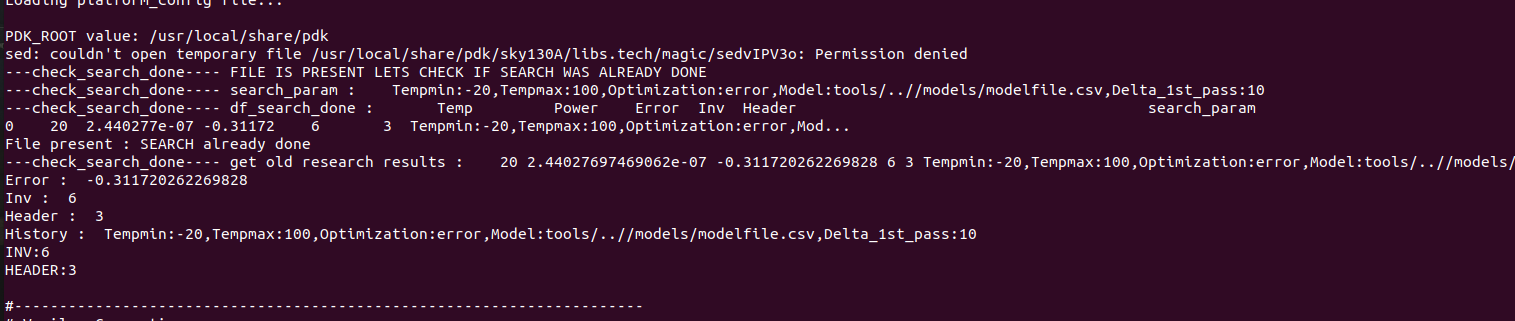 Loading platform_config file...
PDK_ROOT value: /usr/local/share/pdk
sed: couldn't open temporary file /usr/local/share/pdk/sky130A/libs.tech/magic/sedvIPV3o: Permission denied
---check_search_done---- FILE IS PRESENT LETS CHECK IF SEARCH WAS ALREADY DONE
---check_search_done---- search_param :    Tempmin:-20,Tempmax:100,Optimization:error,Model:tools/..//models/modelfile.csv,Delta_1st_pass:10
---check_search_done---- df_search_done :       Temp         Power    Error  Inv  Header                                       search_param
0    20  2.440277e-07 -0.31172    6       3  Tempmin:-20,Tempmax:100,Optimization:error,Mod...
File present : SEARCH already done
---check_search_done---- get old research results :    20 2.44027697469062e-07 -0.311720262269828 6 3 Tempmin:-20,Tempmax:100,Optimization:error,Model:tools/..//models/
Error :  -0.311720262269828
Inv :  6
Header :  3
History :  Tempmin:-20,Tempmax:100,Optimization:error,Model:tools/..//models/modelfile.csv,Delta_1st_pass:10
INV:6
HEADER:3
#----------------------------------------------------------------------